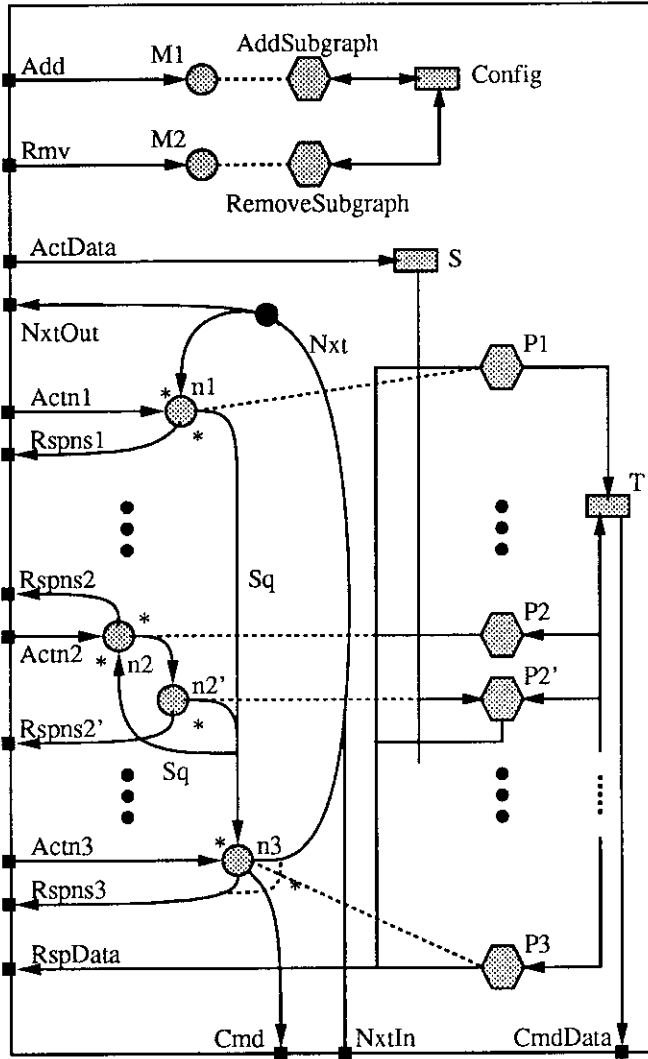 AddSubgraph
Add
M1
Config
Rmv
M2
RemoveSubgraph
ActData
S
NxtOut
Nxt
P1
Actn1
*
n1
*
Rspns1
T
Rspns2
Sq
*
P2
Actn2
*
n2
n2'
P2'
*
Rspns2'
Sq
Actn3
*
n3
*
Rspns3
RspData
P3
Cmd
NxtIn
CmdData